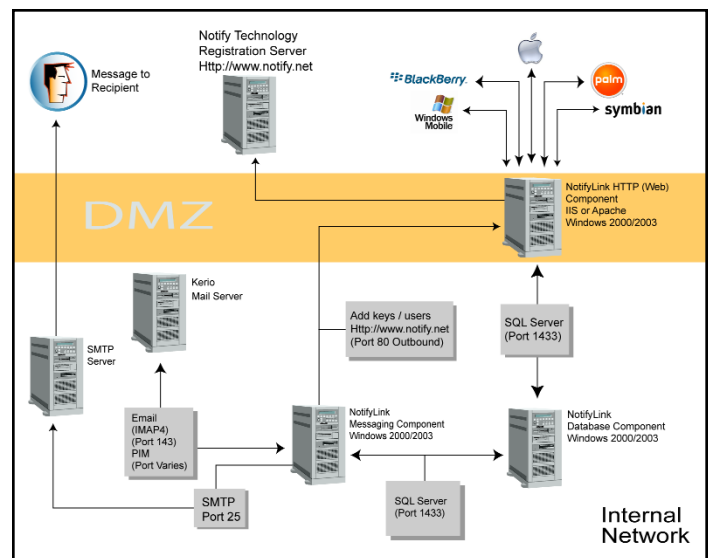 Notify Technology
Registration Server
Http://www.notify.net
Message to
Recipient
BlackBerry
Windows
Mobile
palm
symbian
DMZ
NotifyLink HTTP (Web)
Component
IIS or Apache
Windows 2000/2003
Kerio
Mail Server
Add keys / users
Http://www.notify.net
(Port 80 Outbound)
SQL Server
(Port 1433)
SMTP
Server
Email
(IMAP4)
(Port 143)
PIM
(Port Varies)
NotifyLink
Messaging Component
Windows 2000/2003
NotifyLink
Database Component
Windows 2000/2003
SMTP
Port 25
SQL Server
(Port 1433)
Internal
Network